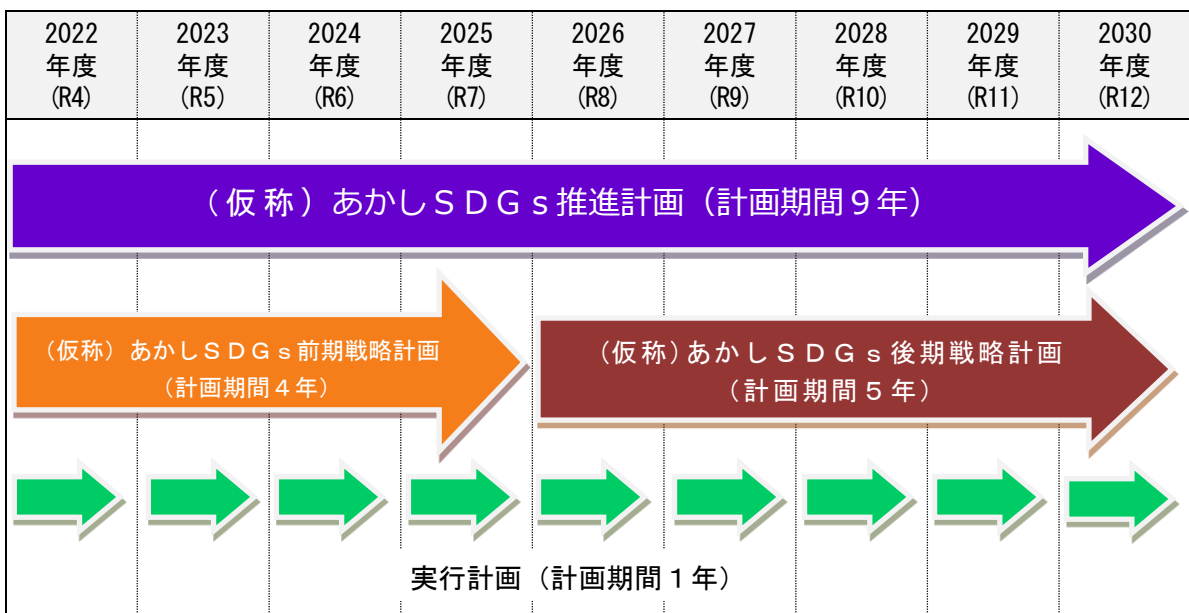 2022 2023 2024 2025 2026 2027 2028 2029 2030
年度 年度 年度 年度 年度 年度 年度 年度 年度
(R4) (R5) (R6) (R7) (R8) (R9) (R10) (R11) (R12)
（仮称）あかしＳＤＧｓ推進計画（計画期間９年）
（仮称）あかしＳＤＧｓ前期戦略計画
（計画期間４年）
（仮称）あかしＳＤＧｓ後期戦略計画
（計画期間５年）
実行計画（計画期間１年）